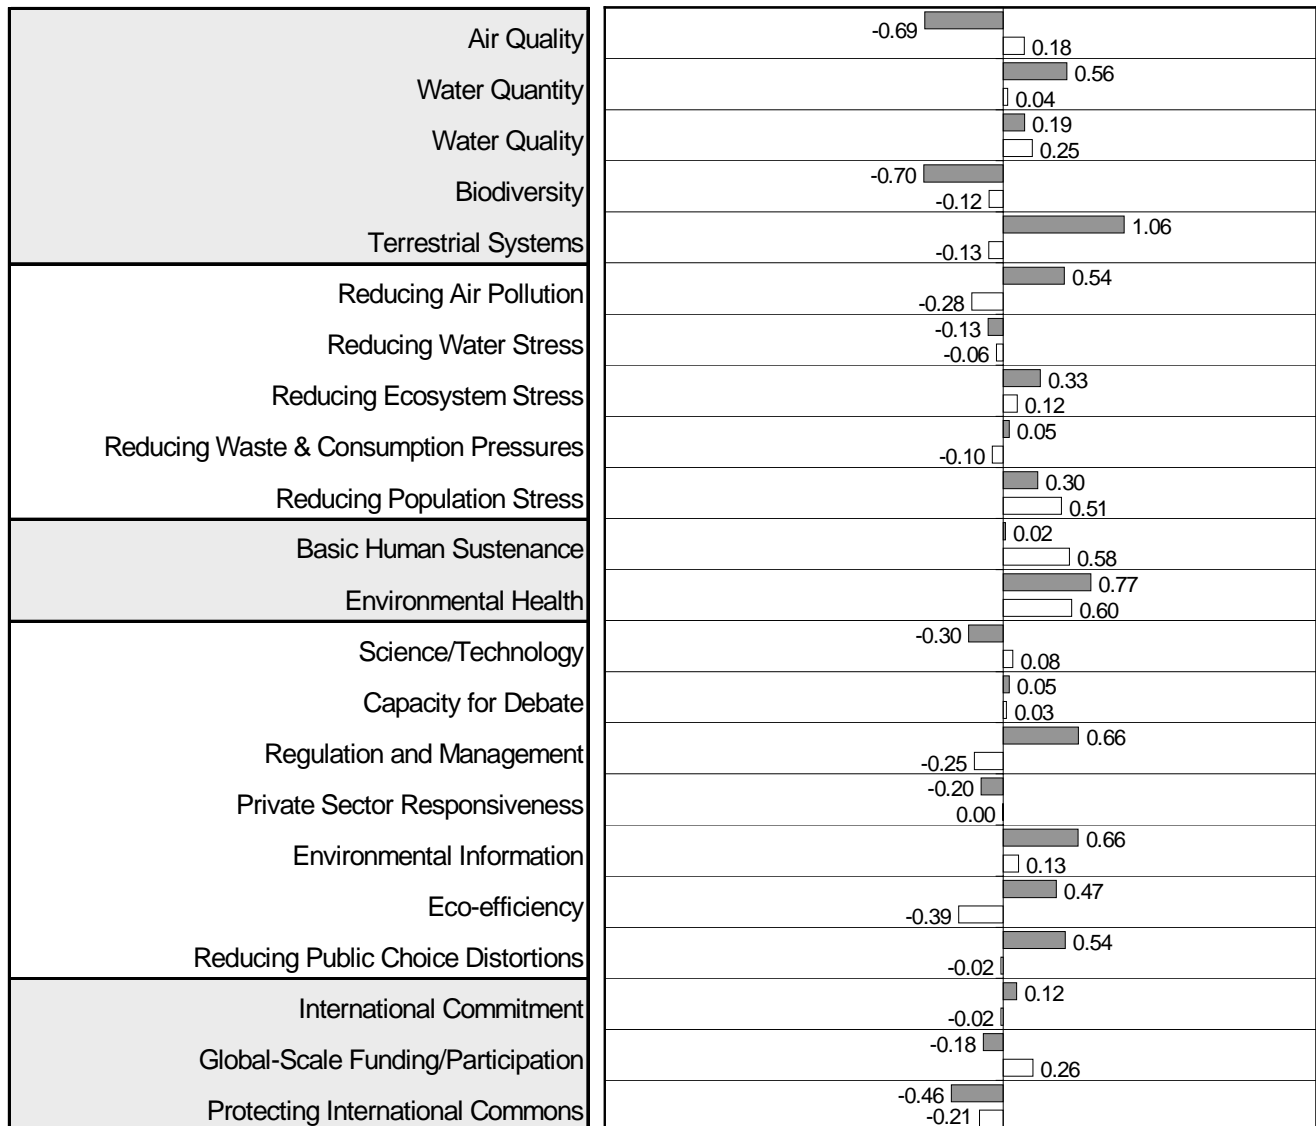 Air Quality
-0.69
0.18
Water Quantity
0.56
0.04
Water Quality
0.19
0.25
Biodiversity
-0.70
-0.12
Terrestrial Systems
1.06
-0.13
Reducing Air Pollution
0.54
-0.28
Reducing Water Stress
-0.13
-0.06
Reducing Ecosystem Stress
0.33
0.12
Reducing Waste & Consumption Pressures
0.05
-0.10
Reducing Population Stress
0.30
0.51
Basic Human Sustenance
0.02
0.58
Environmental Health
0.77
0.60
Science/Technology
-0.30
0.08
Capacity for Debate
0.05
0.03
Regulation and Management
0.66
-0.25
Private Sector Responsiveness
-0.20
0.00
Environmental Information
0.66
0.13
Eco-efficiency
0.47
-0.39
Reducing Public Choice Distortions
0.54
-0.02
International Commitment
0.12
-0.02
Global-Scale Funding/Participation
-0.18
0.26
Protecting International Commons
-0.46
-0.21